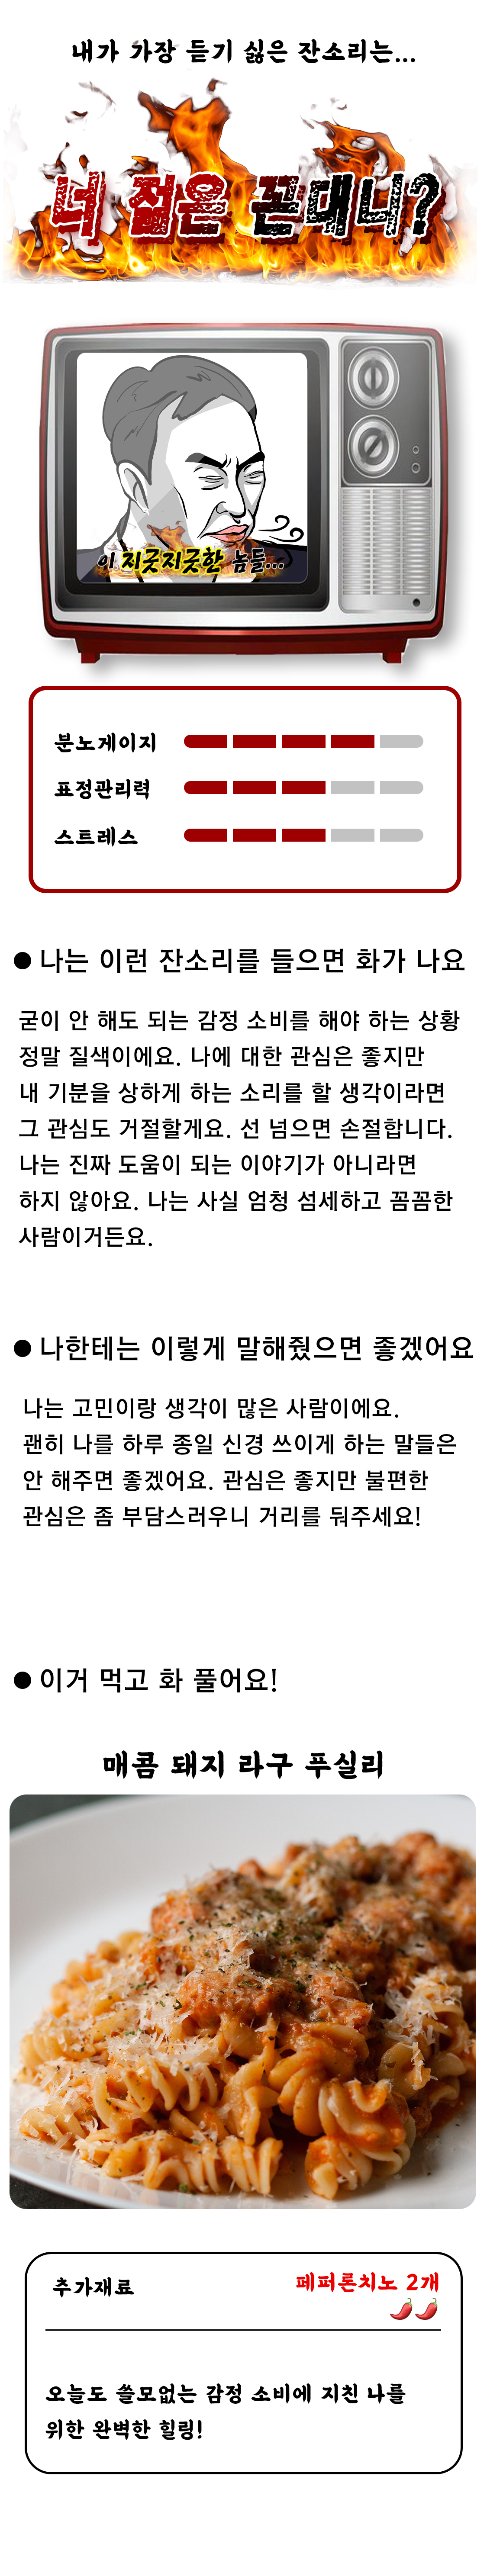 내가 가장 듣기 싫은 잔소리는...
너 젊은 꼰대니?
이 지긋지긋한 놈들...
분노게이지
표정관리력
스트레스
● 나는 이런 잔소리를 들으면 화가 나요
굳이 안 해도 되는 감정 소비를 해야 하는 상황
정말 질색이에요. 나에 대한 관심은 좋지만
내 기분을 상하게 하는 소리를 할 생각이라면
그 관심도 거절할게요. 선 넘으면 손절합니다.
나는 진짜 도움이 되는 이야기가 아니라면
하지 않아요. 나는 사실 엄청 섬세하고 꼼꼼한
사람이거든요.
● 나한테는 이렇게 말해줬으면 좋겠어요
나는 고민이랑 생각이 많은 사람이에요.
괜히 나를 하루 종일 신경 쓰이게 하는 말들은
안 해주면 좋겠어요. 관심은 좋지만 불편한
관심은 좀 부담스러우니 거리를 둬주세요!
● 이거 먹고 화 풀어요!
매콤 돼지 라구 푸실리
추가재료 페퍼론치노 2개
오늘도 쓸모없는 감정 소비에 지친 나를
위한 완벽한 힐링!